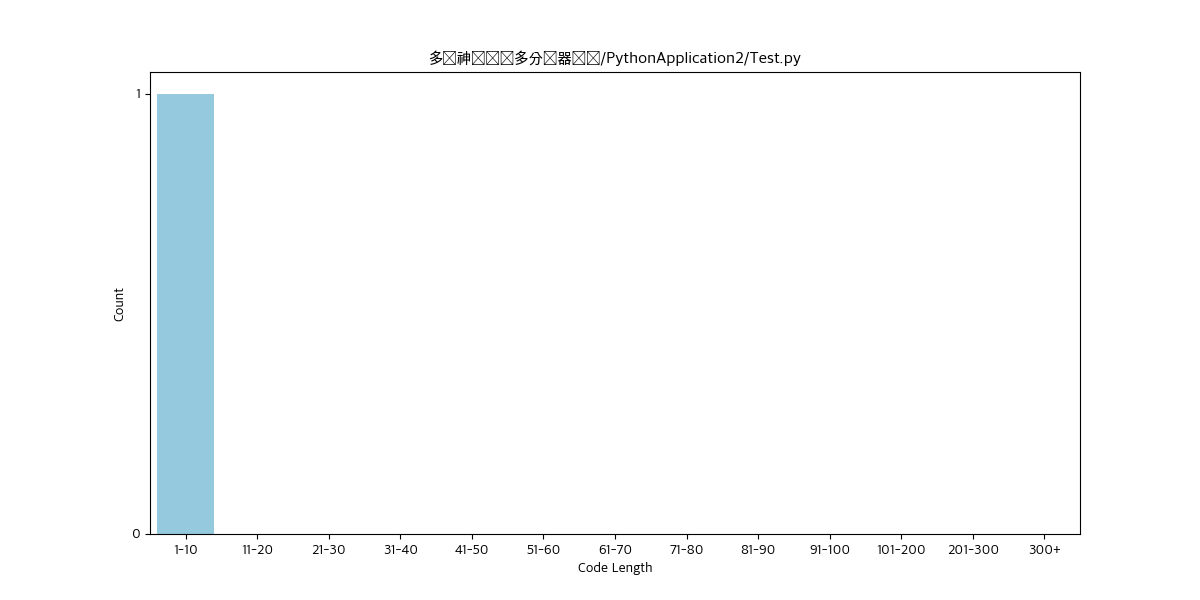 多神多分器/PythonApplication2/Test.py
1
Count
0
1-10 11-20 21-30 31-40 41-50 51-60 61-70 71-80 81-90 91-100 101-200 201-300 300+
Code Length